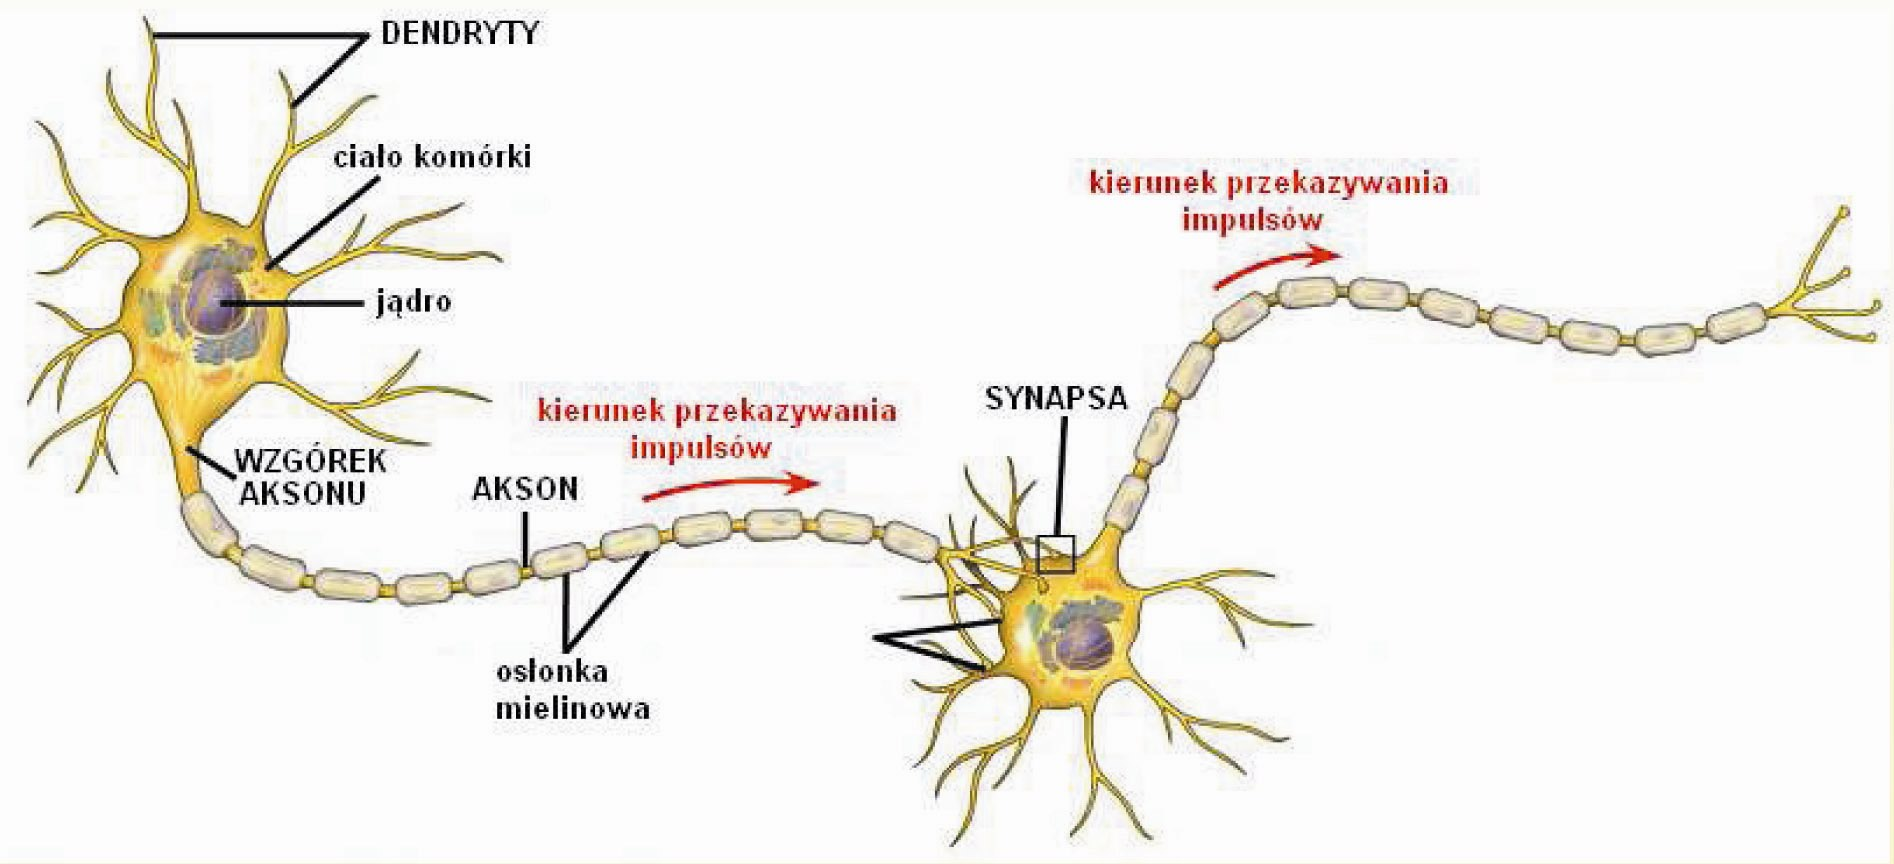 DENDRYTY
ciało komórki
jądro
kierunek przekazywania
impulsów
SYNAPSA
kierunek przekazywania
impulsów
WZGÓREK
AKSONU
AKSON
osłonka
mielinowa